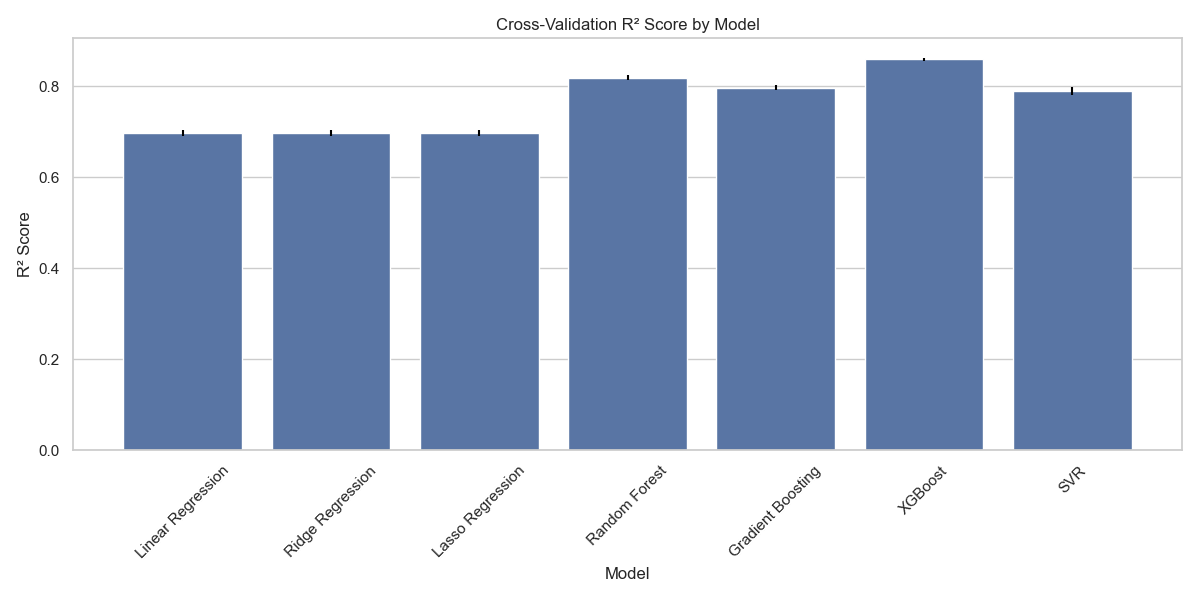 Cross-Validation R² Score by Model
R² Score
0.8
0.6
0.4
0.2
0.0
Linear Regression
Ridge Regression
Lasso Regression
Random Forest
Gradient Boosting
XGBoost
SVR
Model